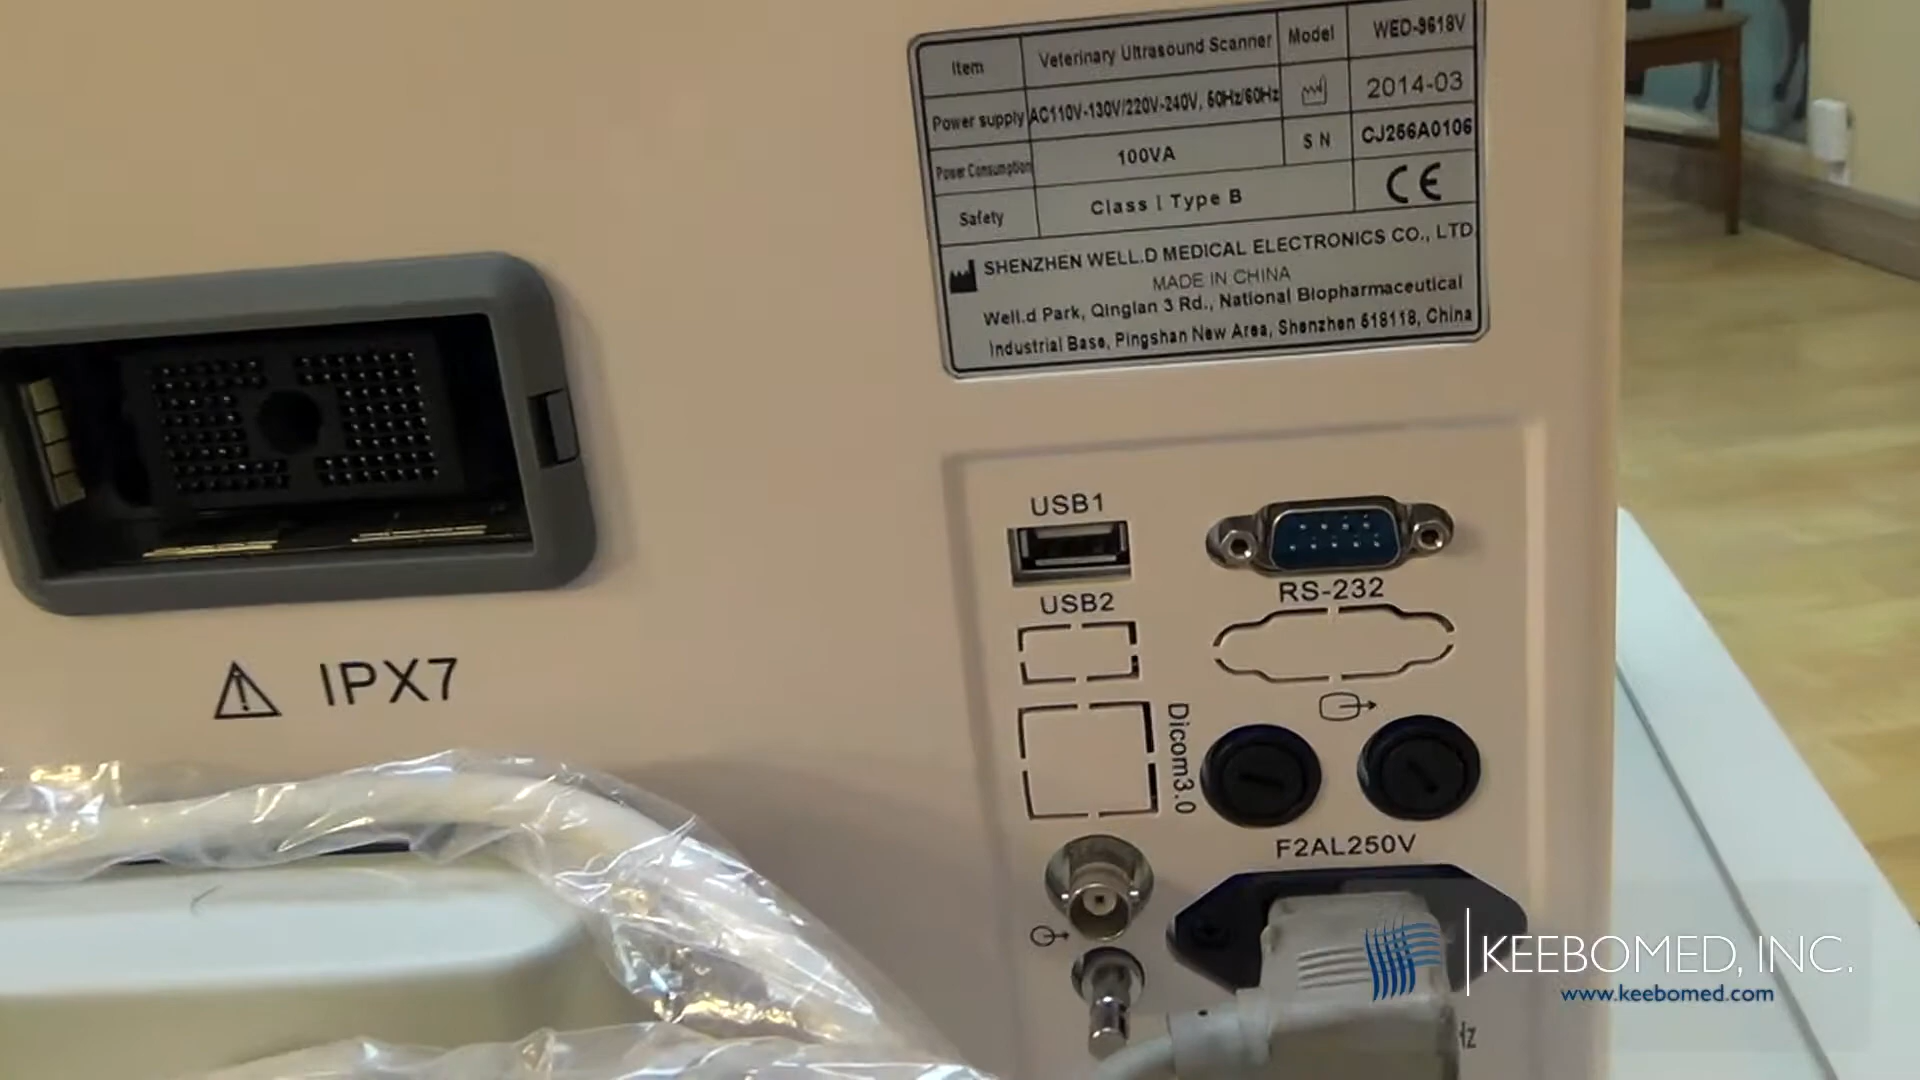 Item Veterinary Ultrasound Scanner Model WED-9618V
Power supply AC110V-130V/220V-240V, 50Hz/60Hz 2014-03
Power Consumption 100VA S N CJ256A0106
Safety Class I Type B CE
SHENZHEN WELL.D MEDICAL ELECTRONICS CO., LTD
MADE IN CHINA
Well.d Park, Qinglan 3 Rd., National Biopharmaceutical
Industrial Base, Pingshan New Area, Shenzhen 518118, China
USB1
RS-232
USB2
Dicom3.0
IPX7
F2AL250V
KEEBOMED, INC.
www.keebomed.com
Hz